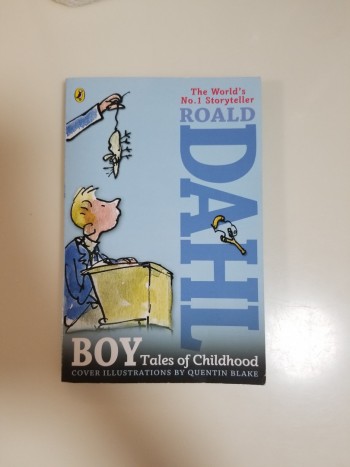 The World's
No.1 Storyteller
ROALD
DAHL
BOY Tales of Childhood
COVER ILLUSTRATIONS BY QUENTIN BLAKE